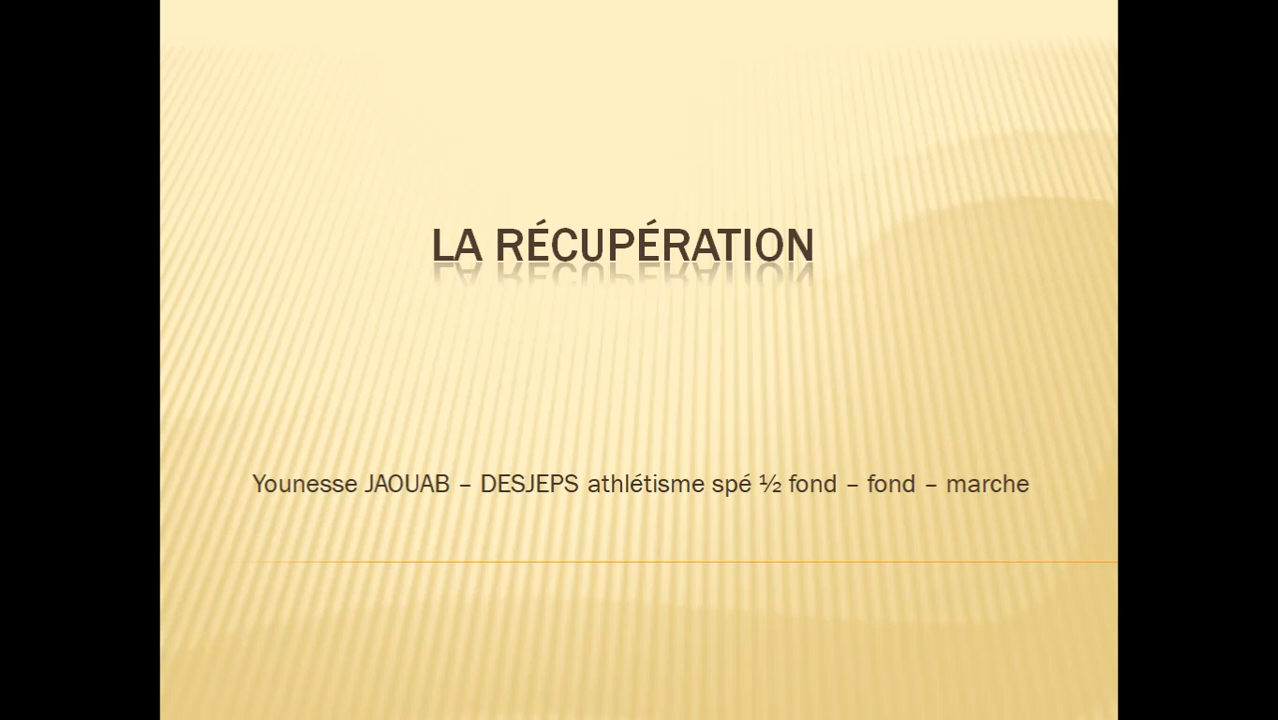 LA RÉCUPÉRATION
Younesse JAOUAB – DESJEPS athlétisme spé ½ fond – fond – marche